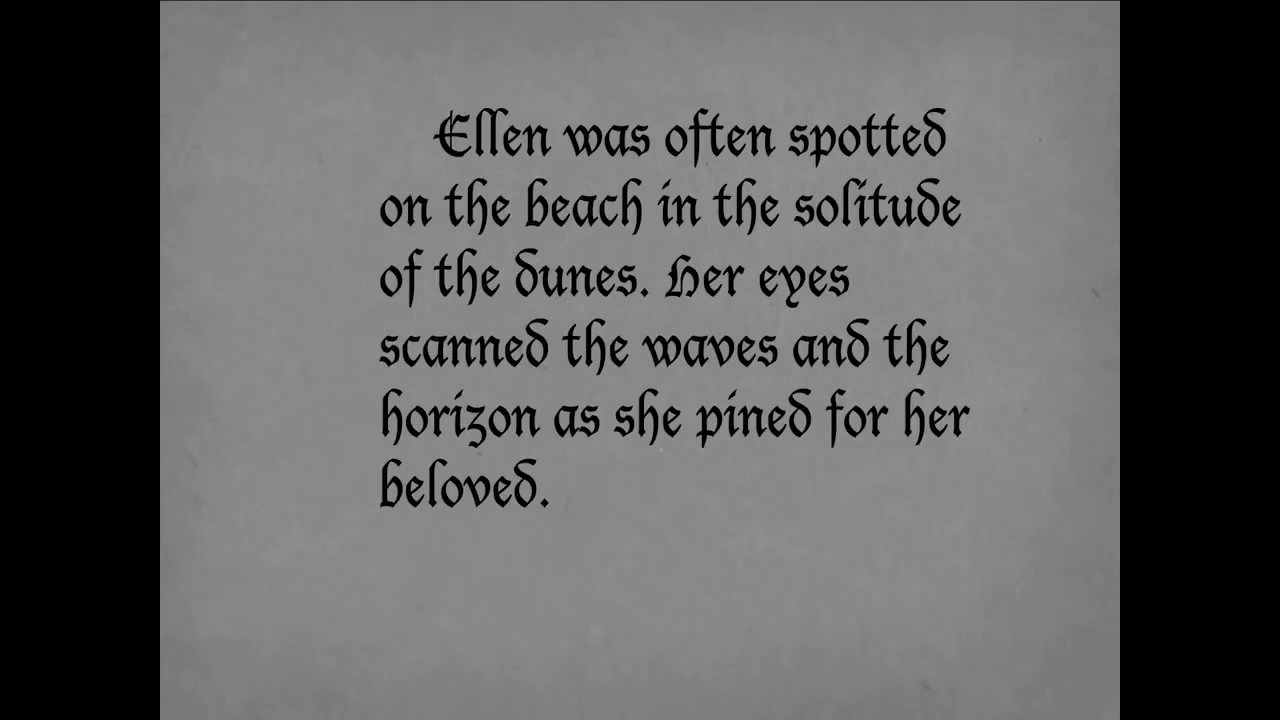 Ellen was often spotted
on the beach in the solitude
of the dunes. Her eyes
scanned the waves and the
horizon as she pined for her
beloved.